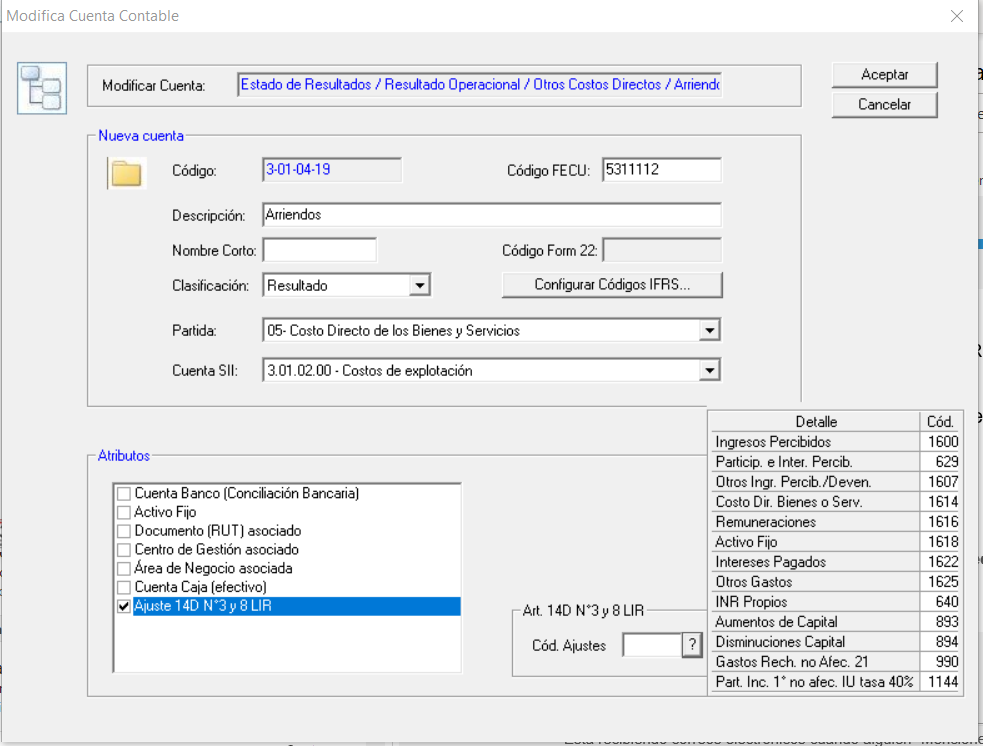 Modifica Cuenta Contable
Modificar Cuenta: Estado de Resultados / Resultado Operacional / Otros Costos Directos / Arriendo
Aceptar
Cancelar
Nueva cuenta
Código: 3-01-04-19 Código FECU: 5311112
Descripción: Arriendos
Nombre Corto: Código Form 22:
Clasificación: Resultado Configurar Códigos IFRS...
Partida: 05- Costo Directo de los Bienes y Servicios
Cuenta SII: 3.01.02.00 - Costos de explotación
Atributos
Cuenta Banco (Conciliación Bancaria)
Activo Fijo
Documento (RUT) asociado
Centro de Gestión asociado
Área de Negocio asociada
Cuenta Caja (efectivo)
Ajuste 14D N°3 y 8 LIR
Art. 14D N°3 y 8 LIR
Cód. Ajustes ?
Detalle Cód.
Ingresos Percibidos 1600
Particip. e Inter. Percib. 629
Otros Ingr. Percib./Deven. 1607
Costo Dir. Bienes o Serv. 1614
Remuneraciones 1616
Activo Fijo 1618
Intereses Pagados 1622
Otros Gastos 1625
INR Propios 640
Aumentos de Capital 893
Disminuciones Capital 894
Gastos Rech. no Afec. 21 990
Part. Inc. 1° no afec. IU tasa 40% 1144